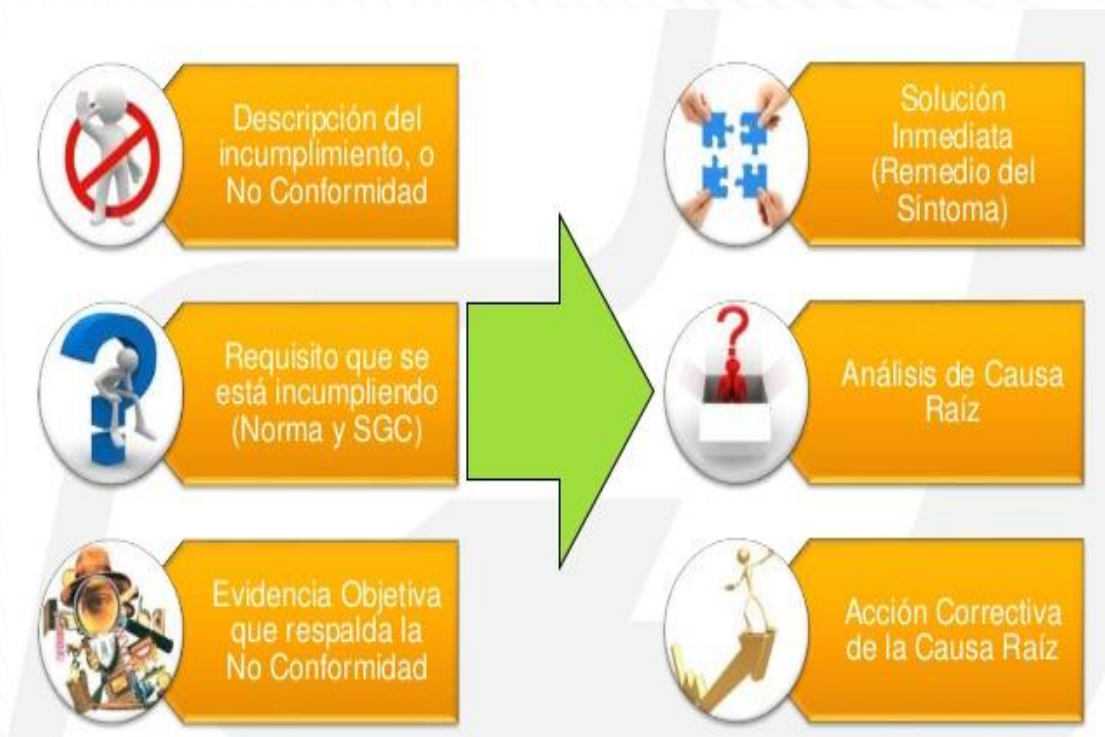 Descripción del
incumplimiento, o
No Conformidad
Requisito que se
está incumpliendo
(Norma y SGC)
Evidencia Objetiva
que respalda la
No Conformidad
Solución
Inmediata
(Remedio del
Síntoma)
Análisis de Causa
Raíz
Acción Correctiva
de la Causa Raíz